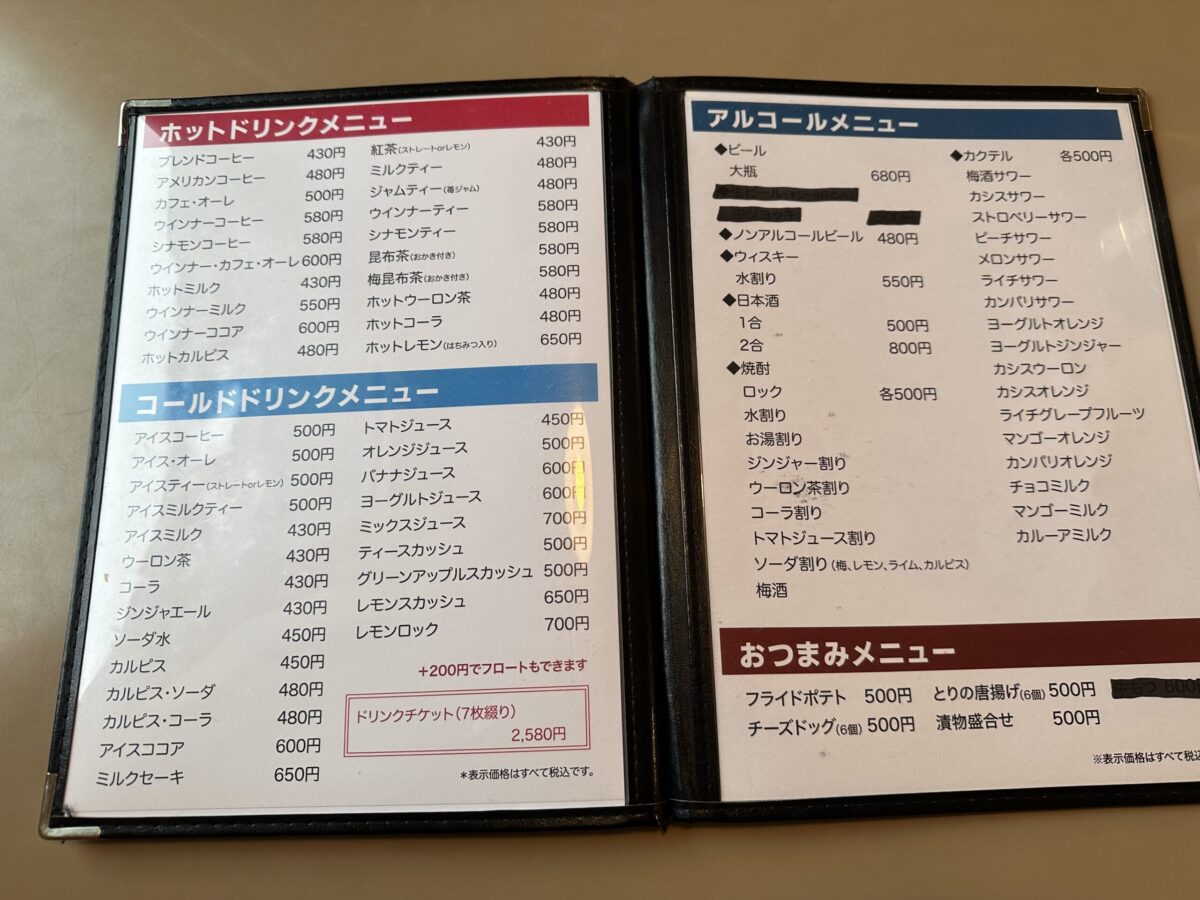 ホットドリンクメニュー
ブレンドコーヒー 430円
アメリカンコーヒー 480円
カフェ・オーレ 500円
ウインナーコーヒー 580円
シナモンコーヒー 580円
ウインナー・カフェ・オーレ 600円
ホットミルク 430円
ウインナーミルク 550円
ウインナーココア 600円
ホットカルピス 480円
紅茶(ストレートorレモン) 430円
ミルクティー 480円
ジャムティー(苺ジャム) 480円
ウインナーティー 580円
シナモンティー 580円
昆布茶(おかき付き) 580円
梅昆布茶(おかき付き) 580円
ホットウーロン茶 480円
ホットコーラ 480円
ホットレモン(はちみつ入り) 650円
コールドドリンクメニュー
アイスコーヒー 500円
アイス・オーレ 500円
アイスティー(ストレートorレモン) 500円
アイスミルクティー 500円
アイスミルク 430円
ウーロン茶 430円
コーラ 430円
ジンジャエール 430円
ソーダ水 450円
カルピス 450円
カルピス・ソーダ 480円
カルピス・コーラ 480円
アイスココア 600円
ミルクセーキ 650円
トマトジュース 450円
オレンジジュース 500円
バナナジュース 600円
ヨーグルトジュース 600円
ミックスジュース 700円
ティースカッシュ 500円
グリーンアップルスカッシュ 500円
レモンスカッシュ 650円
レモンロック 700円
+200円でフロートもできます
ドリンクチケット(7枚綴り)
2,580円
*表示価格はすべて税込です。
アルコールメニュー
◆ビール
大瓶 680円
◆ノンアルコールビール 480円
◆ウィスキー
水割り 550円
◆日本酒
1合 500円
2合 800円
◆焼酎
ロック 各500円
水割り
お湯割り
ジンジャー割り
ウーロン茶割り
コーラ割り
トマトジュース割り
ソーダ割り(梅、レモン、ライム、カルピス)
梅酒
◆カクテル 各500円
梅酒サワー
カシスサワー
ストロベリーサワー
ピーチサワー
メロンサワー
ライチサワー
カンパリサワー
ヨーグルトオレンジ
ヨーグルトジンジャー
カシスウーロン
カシスオレンジ
ライチグレープフルーツ
マンゴーオレンジ
カンパリオレンジ
チョコミルク
マンゴーミルク
カルーアミルク
おつまみメニュー
フライドポテト 500円 とりの唐揚げ(6個) 500円
チーズドッグ(6個) 500円 漬物盛合せ 500円
※表示価格はすべて税込